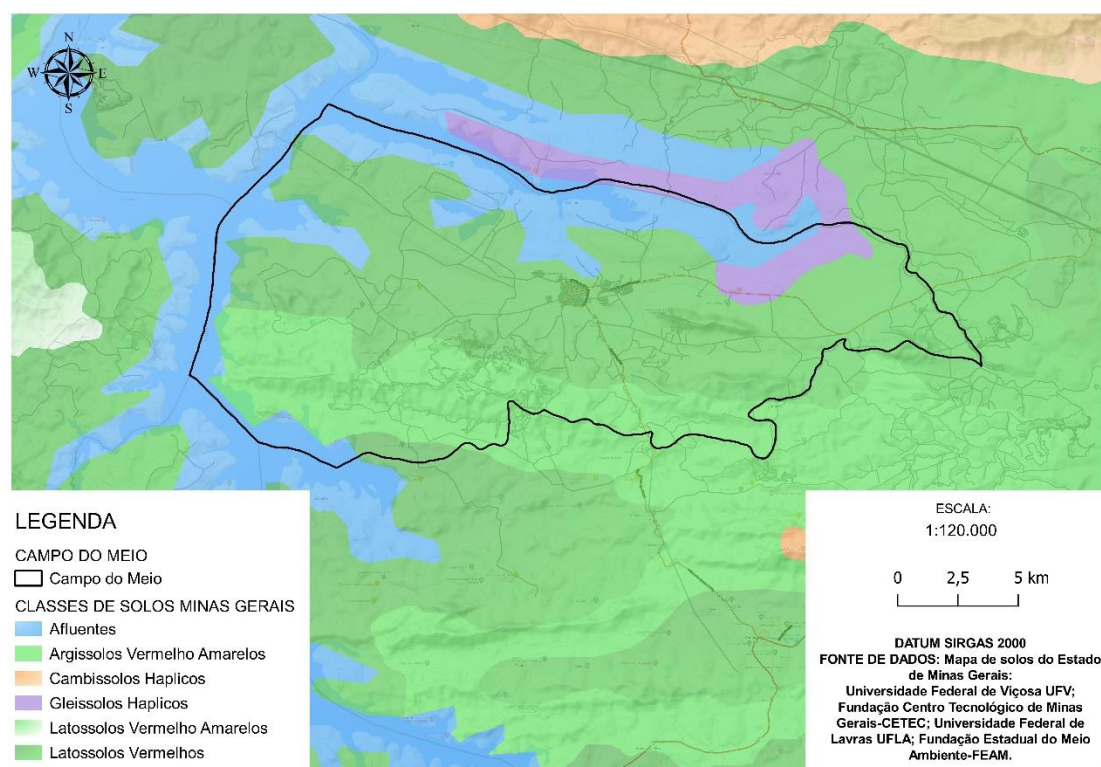 N
W E
S
LEGENDA
CAMPO DO MEIO
Campo do Meio
CLASSES DE SOLOS MINAS GERAIS
Afluentes
Argissolos Vermelho Amarelos
Cambissolos Haplicos
Gleissolos Haplicos
Latossolos Vermelho Amarelos
Latossolos Vermelhos
ESCALA:
1:120.000
0 2,5 5 km
DATUM SIRGAS 2000
FONTE DE DADOS: Mapa de solos do Estado
de Minas Gerais:
Universidade Federal de Viçosa UFV;
Fundação Centro Tecnológico de Minas
Gerais-CETEC; Universidade Federal de
Lavras UFLA; Fundação Estadual do Meio
Ambiente-FEAM.